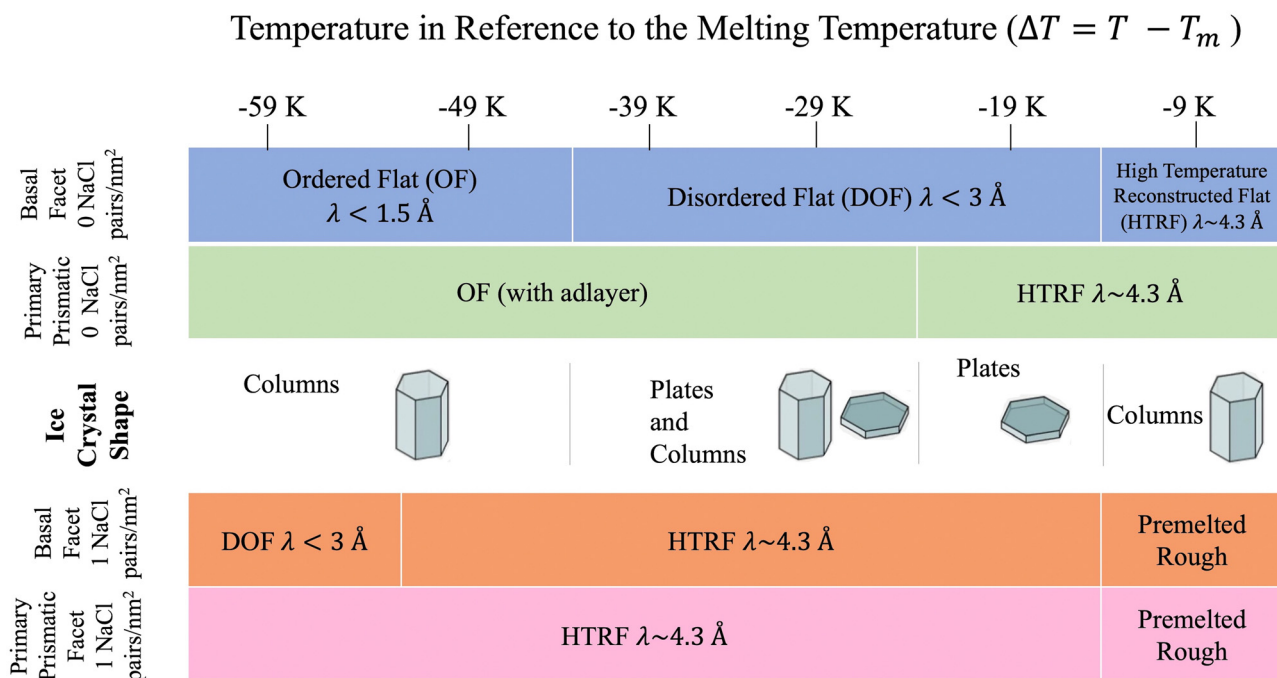 Temperature in Reference to the Melting Temperature (ΔT = T − Tₘ)
-59 K -49 K -39 K -29 K -19 K -9 K
Basal
Facet
0 NaCl
pairs/nm²
Ordered Flat (OF)
λ < 1.5 Å
Disordered Flat (DOF) λ < 3 Å
High Temperature
Reconstructed Flat
(HTRF) λ~4.3 Å
Primary
Prismatic
0 NaCl
pairs/nm²
OF (with adlayer)
HTRF λ~4.3 Å
Ice
Crystal
Shape
Columns
Plates
and
Columns
Plates
Columns
Basal
Facet
1 NaCl
pairs/nm²
DOF λ < 3 Å
HTRF λ~4.3 Å
Premelted
Rough
Primary
Prismatic
Facet
1 NaCl
pairs/nm²
HTRF λ~4.3 Å
Premelted
Rough